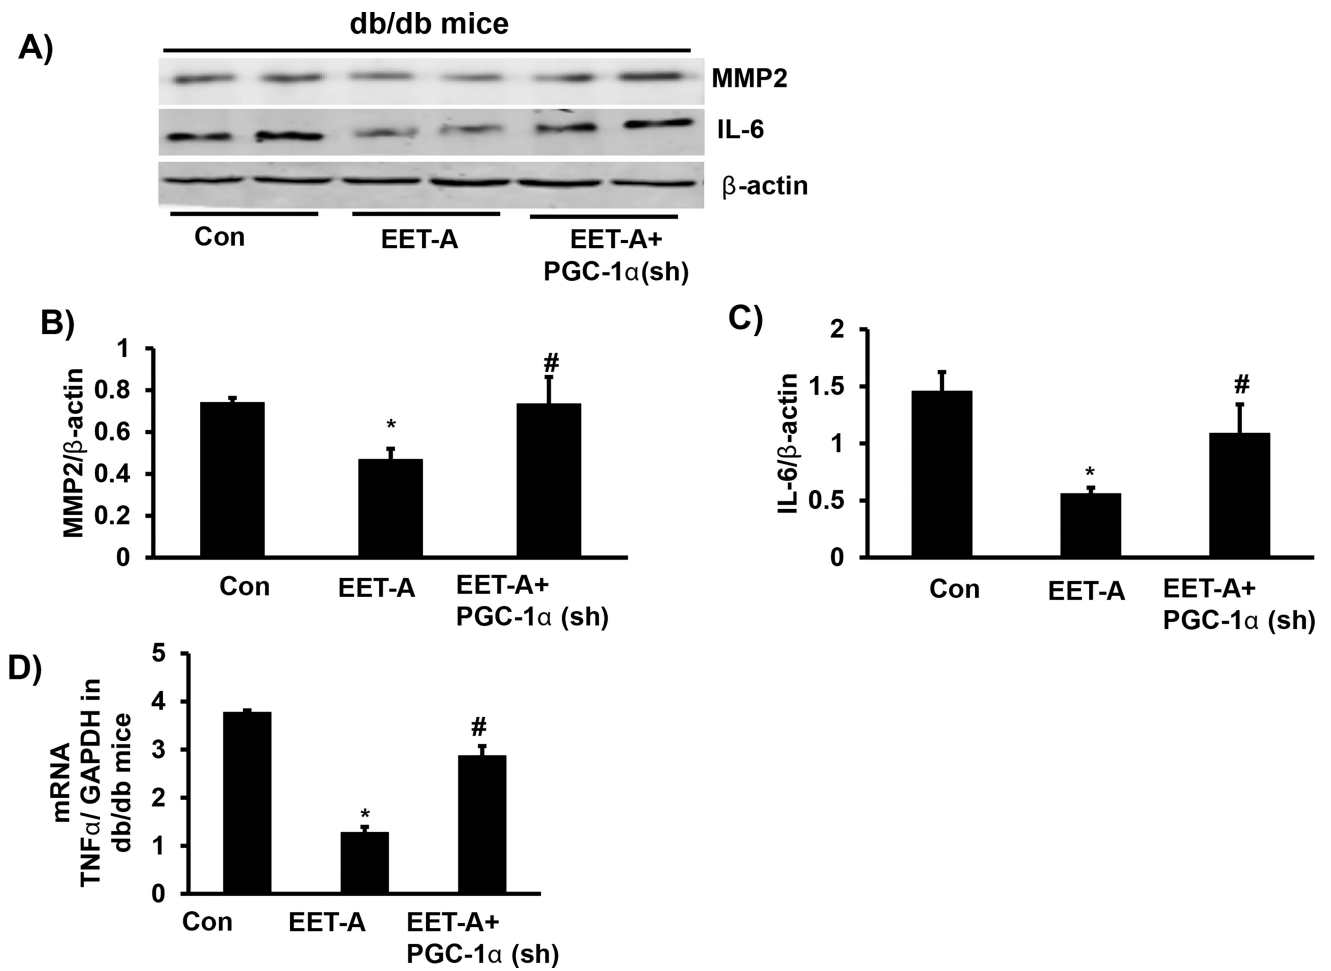 A)
db/db mice
MMP2
IL-6
β-actin
Con
EET-A
EET-A+
PGC-1α(sh)
B)
MMP2/β-actin
1
0.8
0.6
0.4
0.2
0
*
#
Con
EET-A
EET-A+
PGC-1α (sh)
C)
IL-6/β-actin
2
1.5
1
0.5
0
*
#
Con
EET-A
EET-A+
PGC-1α (sh)
D)
mRNA
TNFα/ GAPDH in
db/db mice
5
4
3
2
1
0
*
#
Con
EET-A
EET-A+
PGC-1α (sh)